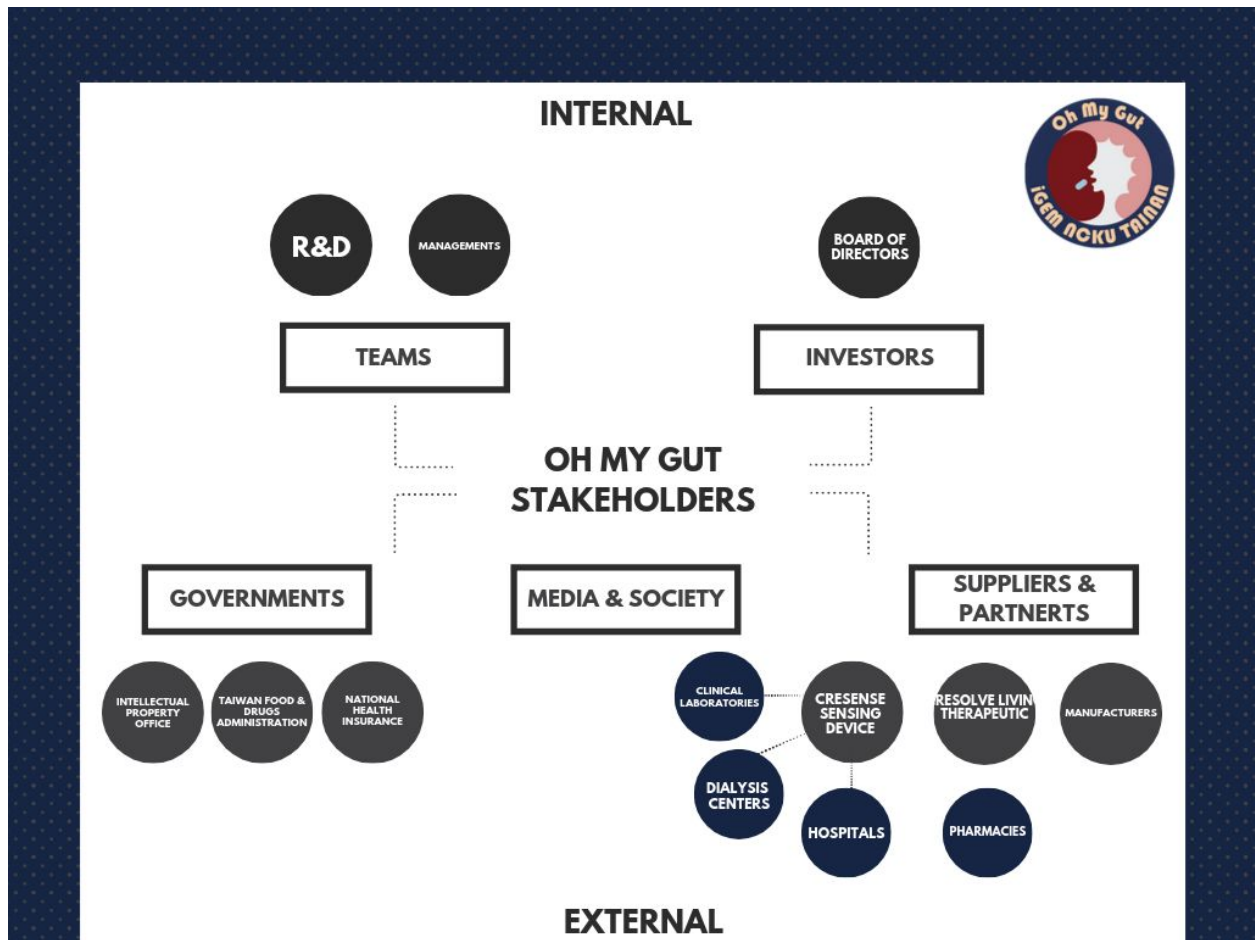 INTERNAL
Oh My Gut
iGEM NCKU TAINAN
R&D
MANAGEMENTS
BOARD OF
DIRECTORS
TEAMS
INVESTORS
OH MY GUT
STAKEHOLDERS
GOVERNMENTS
MEDIA & SOCIETY
SUPPLIERS &
PARTNERTS
INTELLECTUAL
PROPERTY
OFFICE
TAIWAN FOOD &
DRUGS
ADMINISTRATION
NATIONAL
HEALTH
INSURANCE
CLINICAL
LABORATORIES
CRESENSE
SENSING
DEVICE
RESOLVE LIVIN
THERAPEUTIC
MANUFACTURERS
DIALYSIS
CENTERS
HOSPITALS
PHARMACIES
EXTERNAL